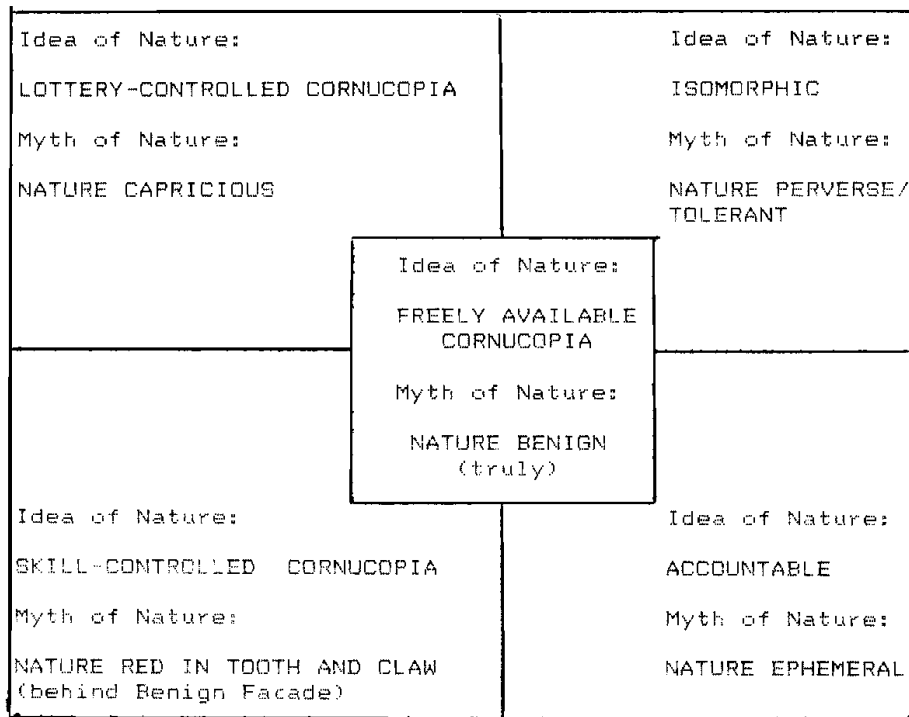 Idea of Nature:
LOTTERY-CONTROLLED CORNUCOPIA
Myth of Nature:
NATURE CAPRICIOUS
Idea of Nature:
ISOMORPHIC
Myth of Nature:
NATURE PERVERSE/
TOLERANT
Idea of Nature:
FREELY AVAILABLE
CORNUCOPIA
Myth of Nature:
NATURE BENIGN
(truly)
Idea of Nature:
SKILL-CONTROLLED CORNUCOPIA
Myth of Nature:
NATURE RED IN TOOTH AND CLAW
(behind Benign Facade)
Idea of Nature:
ACCOUNTABLE
Myth of Nature:
NATURE EPHEMERAL